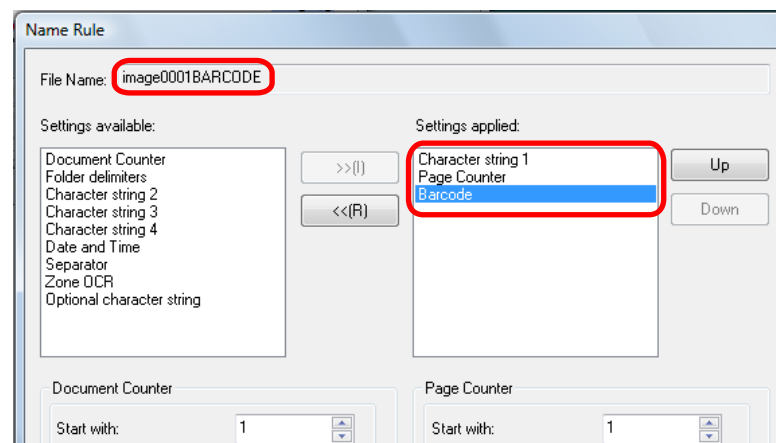 Name Rule
File Name: image0001BARCODE
Settings available:
Settings applied:
Document Counter
Folder delimiters
Character string 2
Character string 3
Character string 4
Date and Time
Separator
Zone OCR
Optional character string
>>(I)
<<(R)
Character string 1
Page Counter
Barcode
Up
Down
Document Counter
Start with: 1
Page Counter
Start with: 1